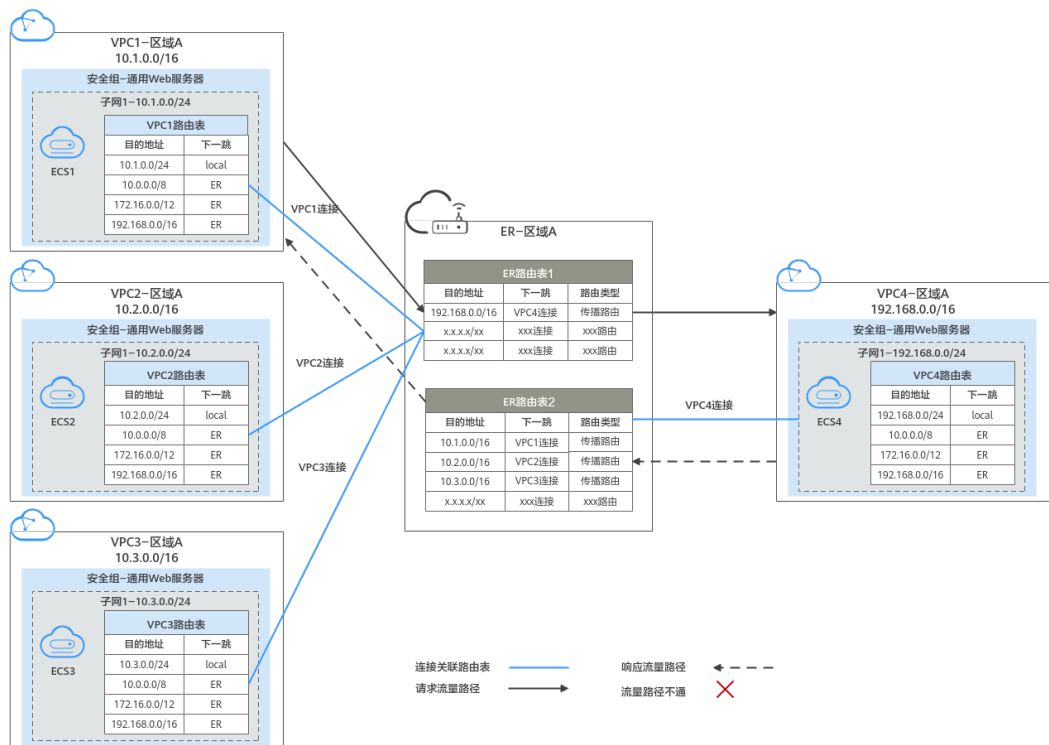 VPC1-区域A
10.1.0.0/16
安全组-通用Web服务器
子网1-10.1.0.0/24
ECS1
VPC1路由表
目的地址 下一跳
10.1.0.0/24 local
10.0.0.0/8 ER
172.16.0.0/12 ER
192.168.0.0/16 ER
VPC1连接
VPC2-区域A
10.2.0.0/16
安全组-通用Web服务器
子网1-10.2.0.0/24
ECS2
VPC2路由表
目的地址 下一跳
10.2.0.0/24 local
10.0.0.0/8 ER
172.16.0.0/12 ER
192.168.0.0/16 ER
VPC2连接
VPC3-区域A
10.3.0.0/16
安全组-通用Web服务器
子网1-10.3.0.0/24
ECS3
VPC3路由表
目的地址 下一跳
10.3.0.0/24 local
10.0.0.0/8 ER
172.16.0.0/12 ER
192.168.0.0/16 ER
VPC3连接
ER-区域A
ER路由表1
目的地址 下一跳 路由类型
192.168.0.0/16 VPC4连接 传播路由
x.x.x.x/xx xxx连接 xxx路由
x.x.x.x/xx xxx连接 xxx路由
ER路由表2
目的地址 下一跳 路由类型
10.1.0.0/16 VPC1连接 传播路由
10.2.0.0/16 VPC2连接 传播路由
10.3.0.0/16 VPC3连接 传播路由
x.x.x.x/xx xxx连接 xxx路由
VPC4连接
VPC4-区域A
192.168.0.0/16
安全组-通用Web服务器
子网1-192.168.0.0/24
ECS4
VPC4路由表
目的地址 下一跳
192.168.0.0/24 local
10.0.0.0/8 ER
172.16.0.0/12 ER
192.168.0.0/16 ER
连接关联路由表
响应流量路径
请求流量路径
流量路径不通